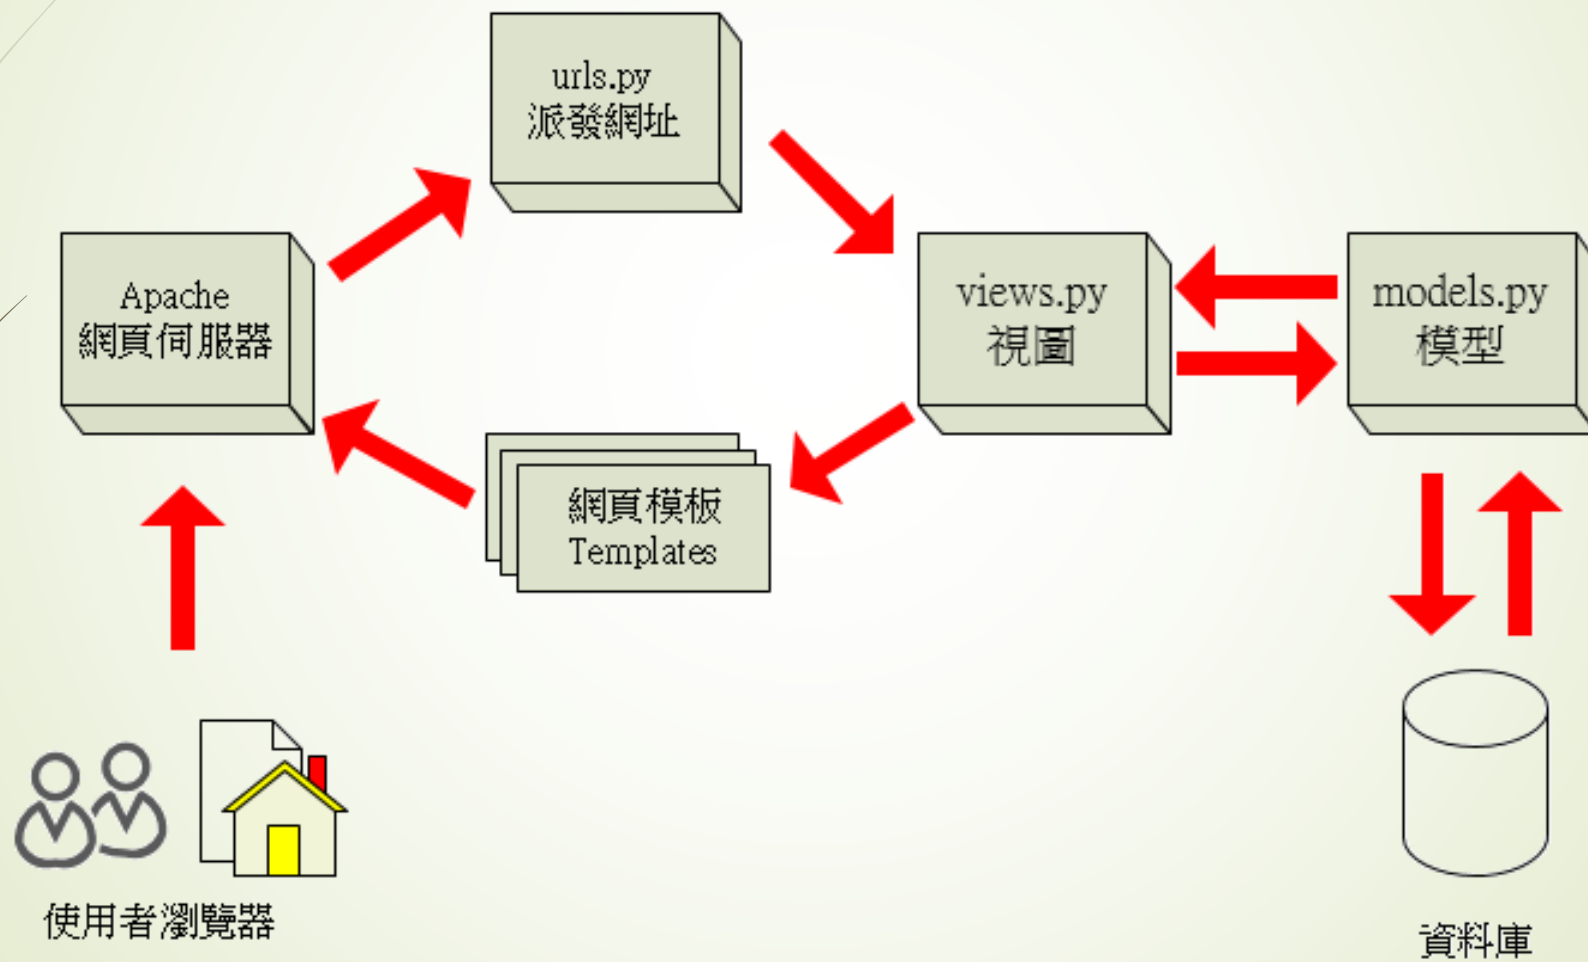 urls.py
派發網址
Apache
網頁伺服器
views.py
視圖
models.py
模型
網頁模板
Templates
使用者瀏覽器
資料庫